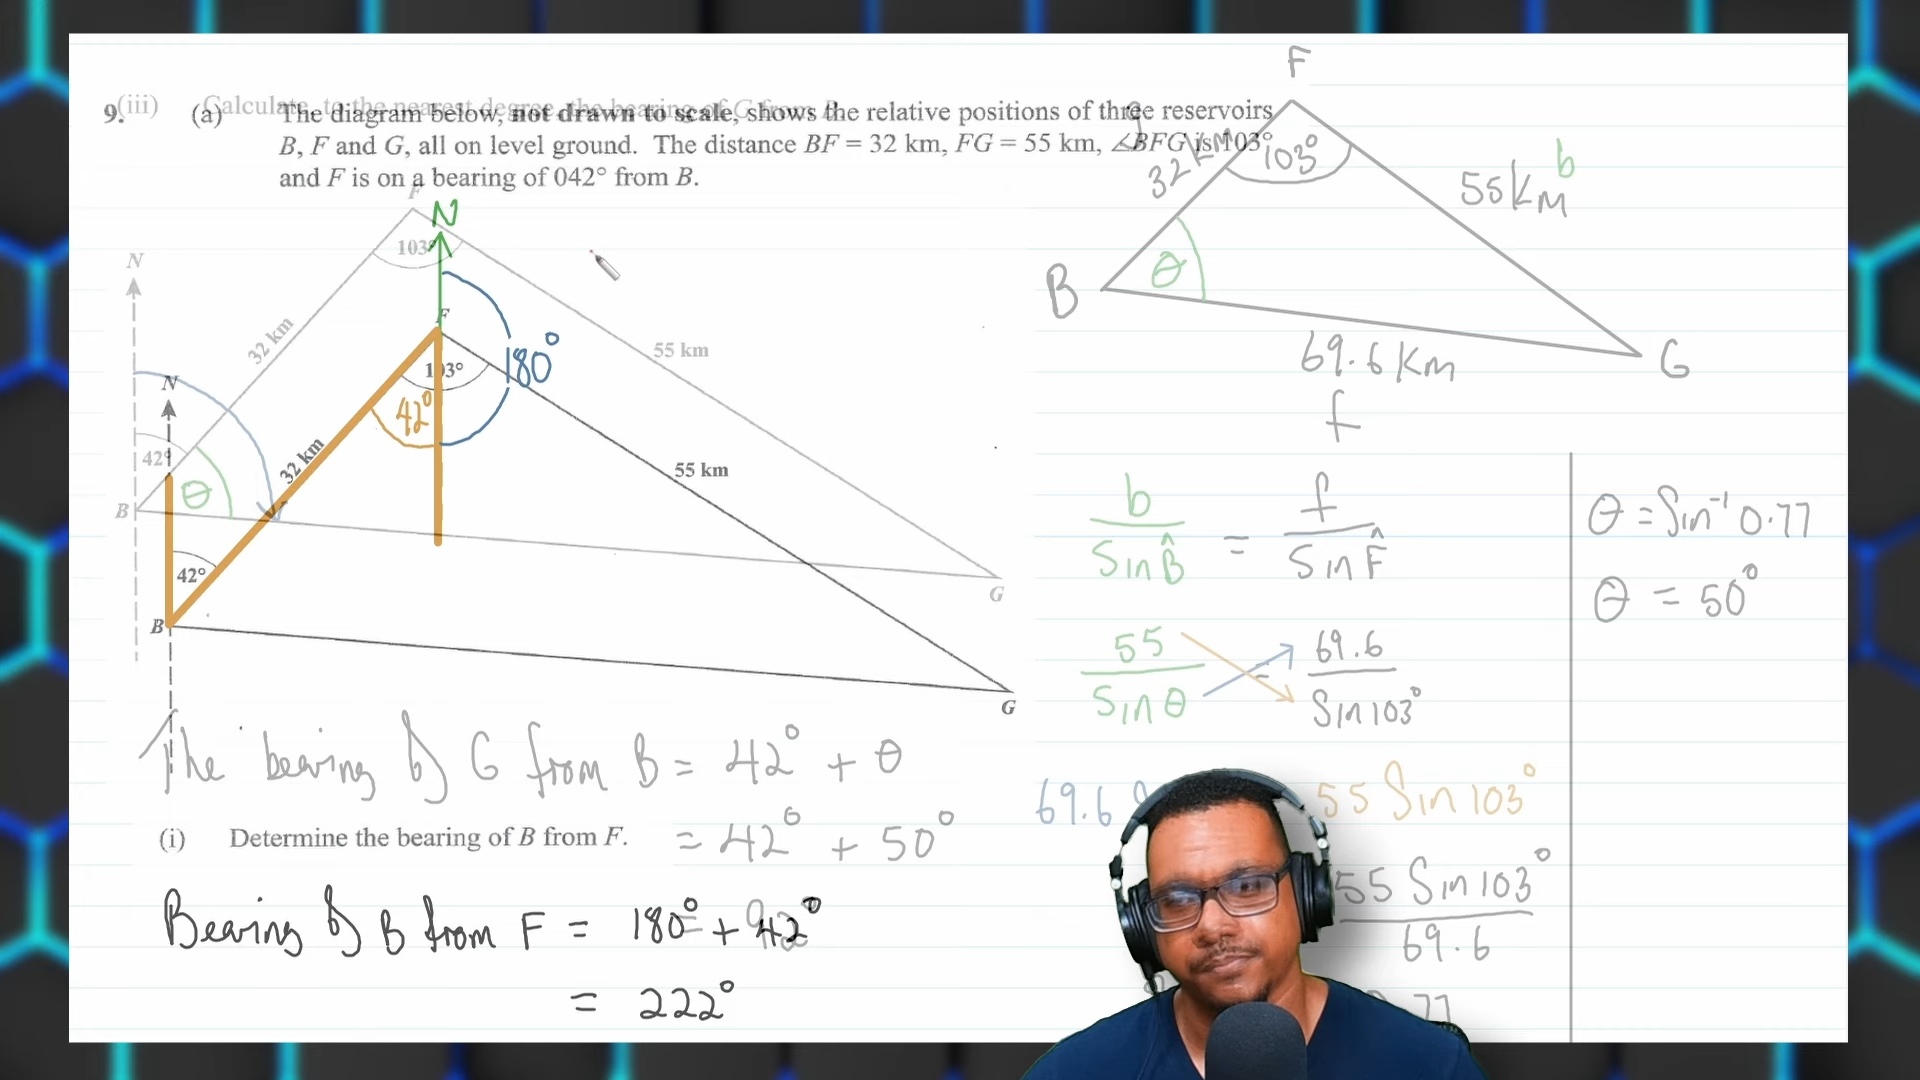 9.
(iii)
(a)
Calculate, to the nearest degree, the bearing of G from B.
The diagram below, not drawn to scale, shows the relative positions of three reservoirs
B, F and G, all on level ground. The distance BF = 32 km, FG = 55 km, ∠BFG is 103°
and F is on a bearing of 042° from B.
F
N
103°
N
32 km
55 km
42°
θ
B
G
N
F
103°
180°
42°
32 km
55 km
42°
B
G
The bearing of G from B = 42° + θ
= 42° + 50°
= 92°
(i) Determine the bearing of B from F.
Bearing of B from F = 180° + 42°
= 222°
F
32 KM
103°
55 KM
b
B
θ
69.6 KM
G
f
b/Sin B̂ = f/Sin F̂
55/Sin θ = 69.6/Sin 103°
69.6
55 Sin 103°
55 Sin 103°
69.6
77
θ = Sin⁻¹ 0.77
θ = 50°